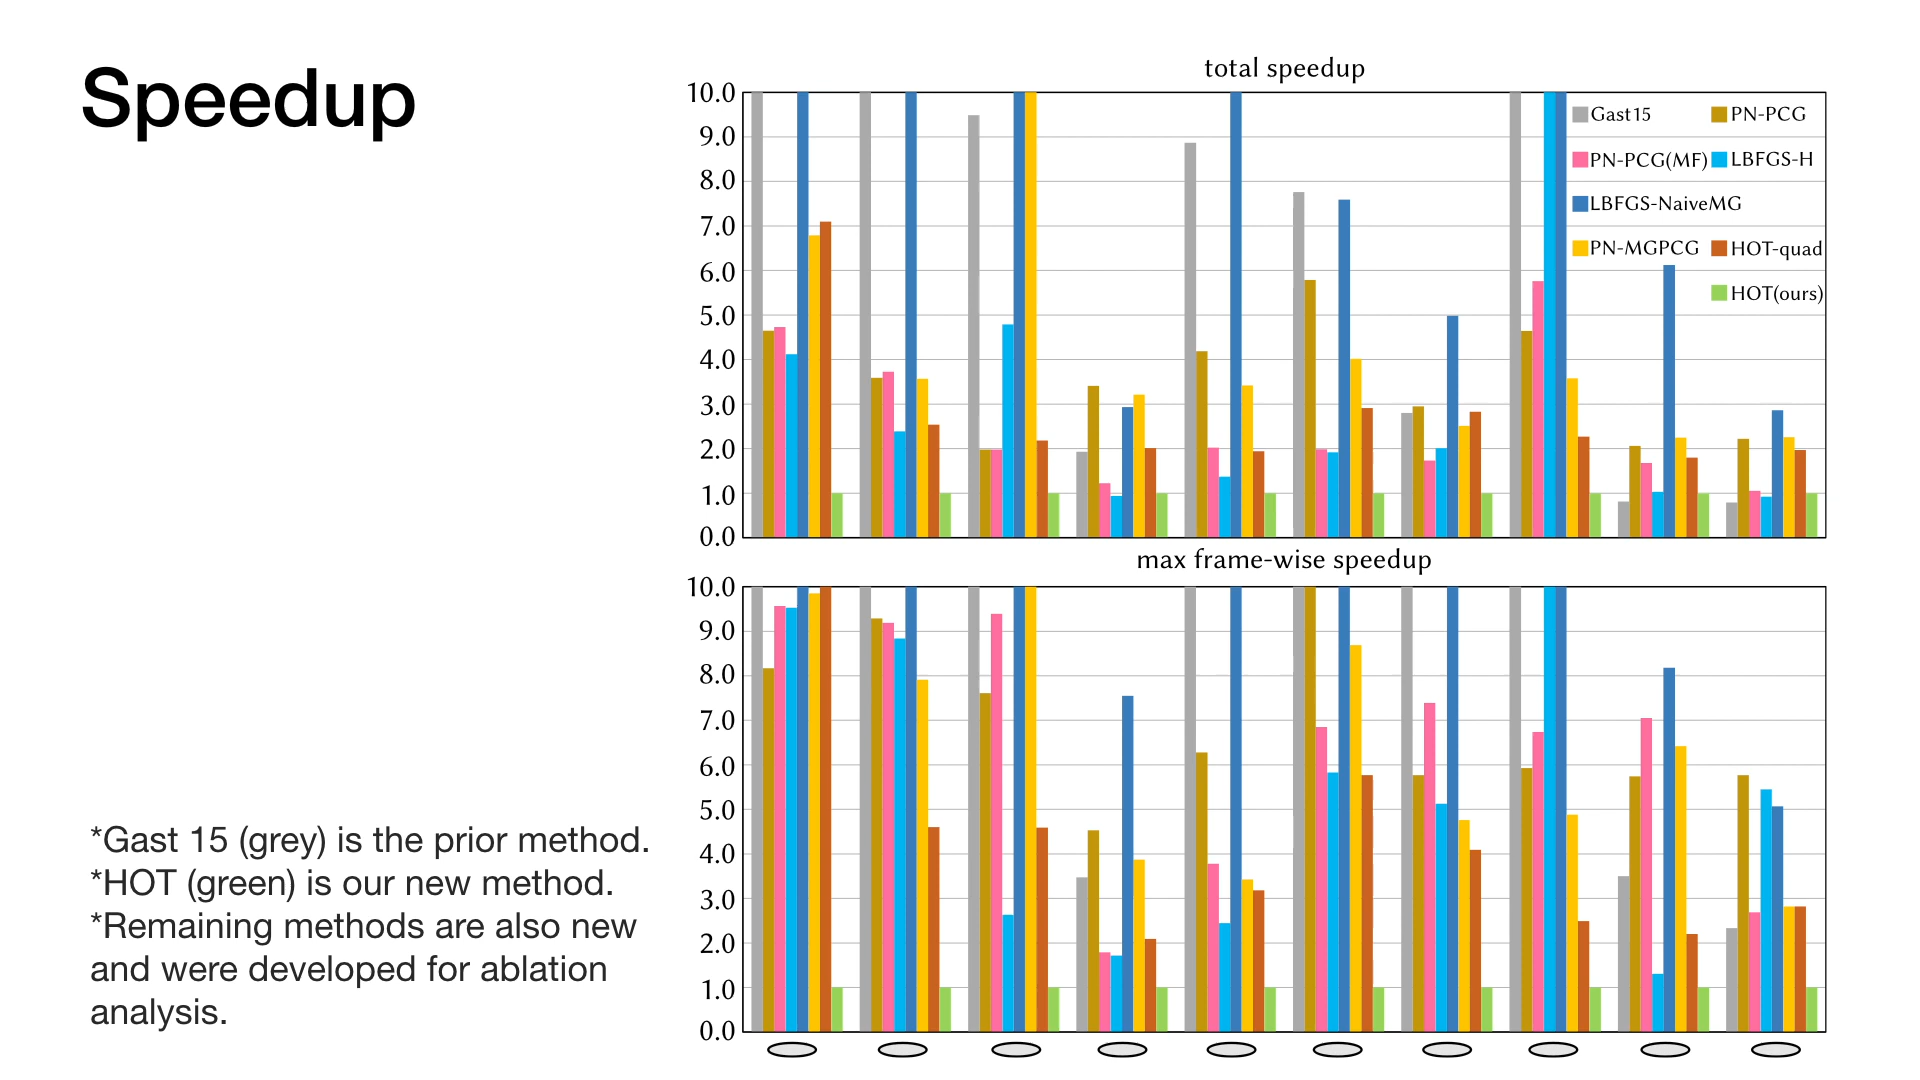 Speedup
total speedup
10.0
9.0
8.0
7.0
6.0
5.0
4.0
3.0
2.0
1.0
0.0
Gast15 PN-PCG
PN-PCG(MF) LBFGS-H
LBFGS-NaiveMG
PN-MGPCG HOT-quad
HOT(ours)
max frame-wise speedup
10.0
9.0
8.0
7.0
6.0
5.0
4.0
3.0
2.0
1.0
0.0
*Gast 15 (grey) is the prior method.
*HOT (green) is our new method.
*Remaining methods are also new
and were developed for ablation
analysis.